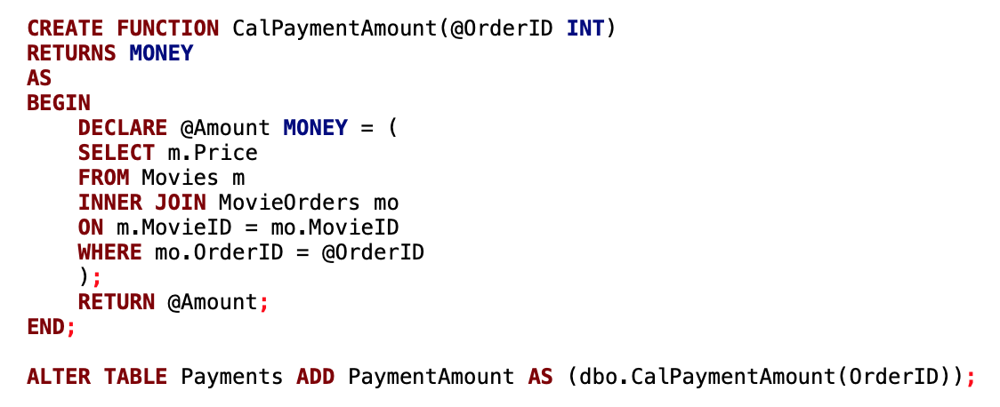 CREATE FUNCTION CalPaymentAmount(@OrderID INT)
RETURNS MONEY
AS
BEGIN
    DECLARE @Amount MONEY = (
    SELECT m.Price
    FROM Movies m
    INNER JOIN MovieOrders mo
    ON m.MovieID = mo.MovieID
    WHERE mo.OrderID = @OrderID
    );
    RETURN @Amount;
END;

ALTER TABLE Payments ADD PaymentAmount AS (dbo.CalPaymentAmount(OrderID));